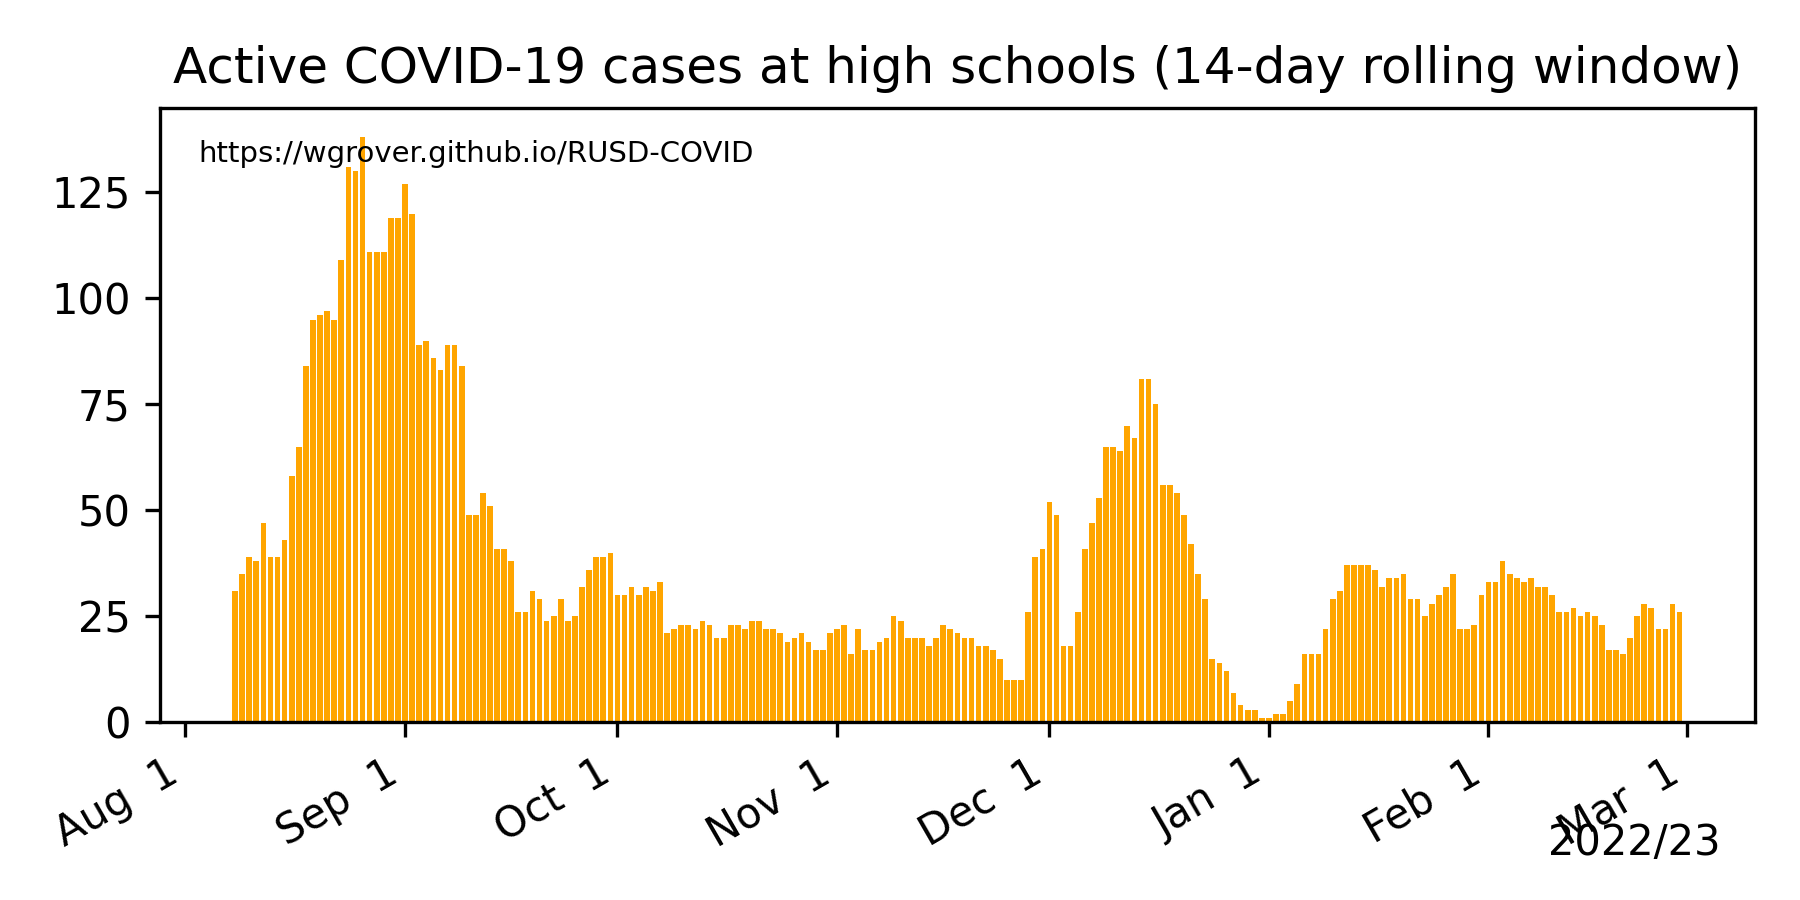 Active COVID-19 cases at high schools (14-day rolling window)
https://wgrover.github.io/RUSD-COVID
125
100
75
50
25
0
Aug 1
Sep 1
Oct 1
Nov 1
Dec 1
Jan 1
Feb 1
Mar 1
2022/23